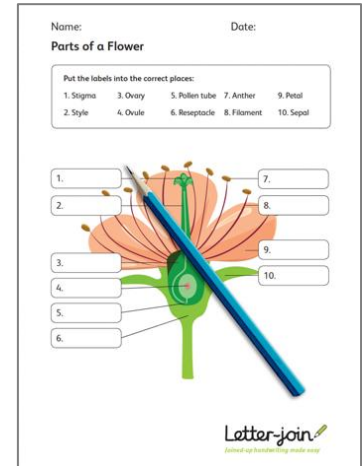 Name: Date:
Parts of a Flower
Put the labels into the correct places:
1. Stigma 3. Ovary 5. Pollen tube 7. Anther 9. Petal
2. Style 4. Ovule 6. Reseptacle 8. Filament 10. Sepal
1. 7.
2. 8.
3. 9.
4. 10.
5.
6.
Letter-join
Joined up handwriting made easy